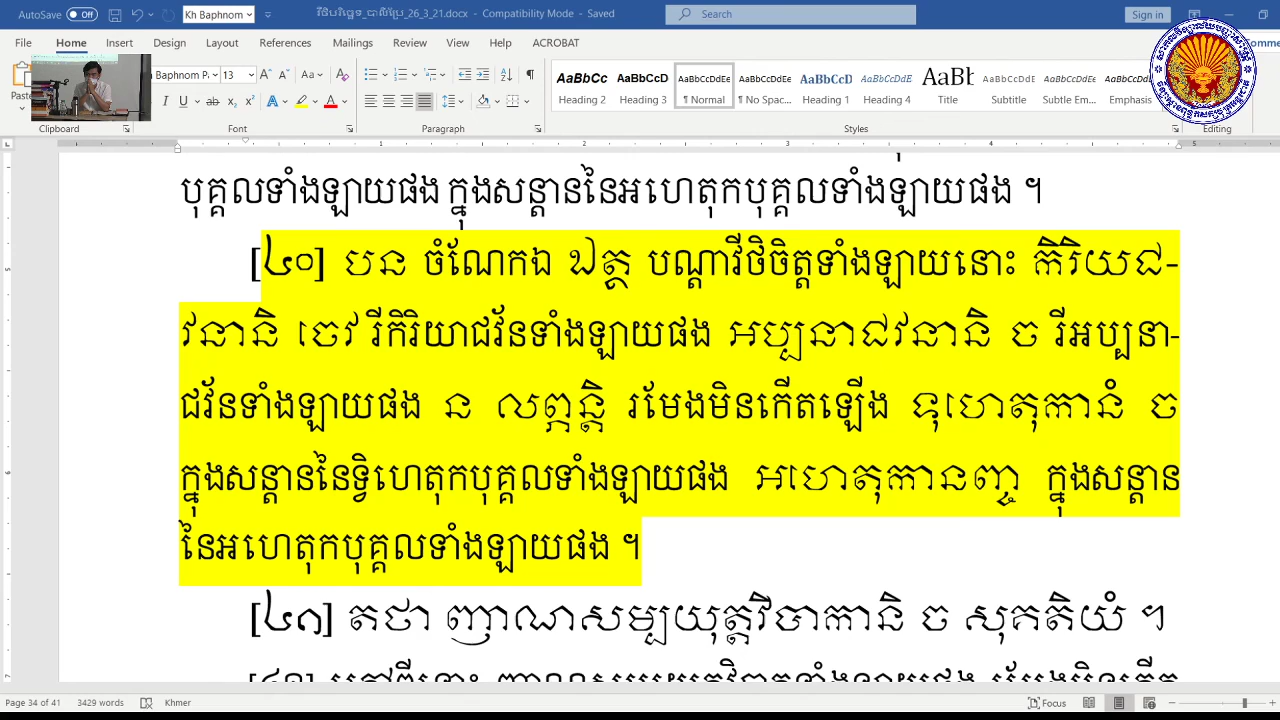 AutoSave Off Kh Baphnom វិថីបរិច្ឆេទ_បាលីប្រែ_26_3_21.docx - Compatibility Mode - Saved Search Sign in
File Home Insert Design Layout References Mailings Review View Help ACROBAT
Paste Baphnom 13 Aa
I U ab x₂ x² A A
AaBbCc AaBbCcD AaBbCcDdEe AaBbCcDdE AaBbCcD AaBbCcDdE AaBb AaBbCcDdE AaBbCcDdE AaBbCcDdE
Heading 2 Heading 3 ¶ Normal ¶ No Spac... Heading 1 Heading 4 Title Subtitle Subtle Em... Emphasis
Clipboard Font Paragraph Styles Editing
បុគ្គលទាំងឡាយផង ក្នុងសន្តាននៃអហេតុកបុគ្គលទាំងឡាយផង ។
[៤០] បន ចំណែកឯ ឯត្ថ បណ្តាវីថិចិត្តទាំងឡាយនោះ កិរិយជ-
វនានិ ចេវ រីកិរិយាជវ័នទាំងឡាយផង អប្បនាជវនានិ ច រីអប្បនា-
ជវ័នទាំងឡាយផង ន លព្ភន្តិ រមែងមិនកើតឡើង ទុហេតុកានំ ច
ក្នុងសន្តាននៃទ្វិហេតុកបុគ្គលទាំងឡាយផង អហេតុកានញ្ច ក្នុងសន្តាន
នៃអហេតុកបុគ្គលទាំងឡាយផង ។
[៤១] តថា ញាណសម្បយុត្តវិបាកានិ ច សុគតិយំ ។
Page 34 of 41 3429 words Khmer Focus